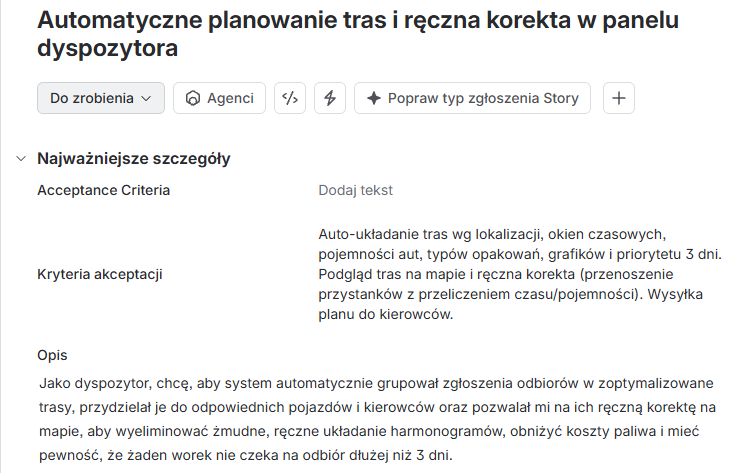 Automatyczne planowanie tras i ręczna korekta w panelu
dyspozytora
Do zrobienia
Agenci
Popraw typ zgłoszenia Story
Najważniejsze szczegóły
Acceptance Criteria
Dodaj tekst
Kryteria akceptacji
Auto-układanie tras wg lokalizacji, okien czasowych,
pojemności aut, typów opakowań, grafików i priorytetu 3 dni.
Podgląd tras na mapie i ręczna korekta (przenoszenie
przystanków z przeliczeniem czasu/pojemności). Wysyłka
planu do kierowców.
Opis
Jako dyspozytor, chcę, aby system automatycznie grupował zgłoszenia odbiorów w zoptymalizowane
trasy, przydzielał je do odpowiednich pojazdów i kierowców oraz pozwalał mi na ich ręczną korektę na
mapie, aby wyeliminować żmudne, ręczne układanie harmonogramów, obniżyć koszty paliwa i mieć
pewność, że żaden worek nie czeka na odbiór dłużej niż 3 dni.